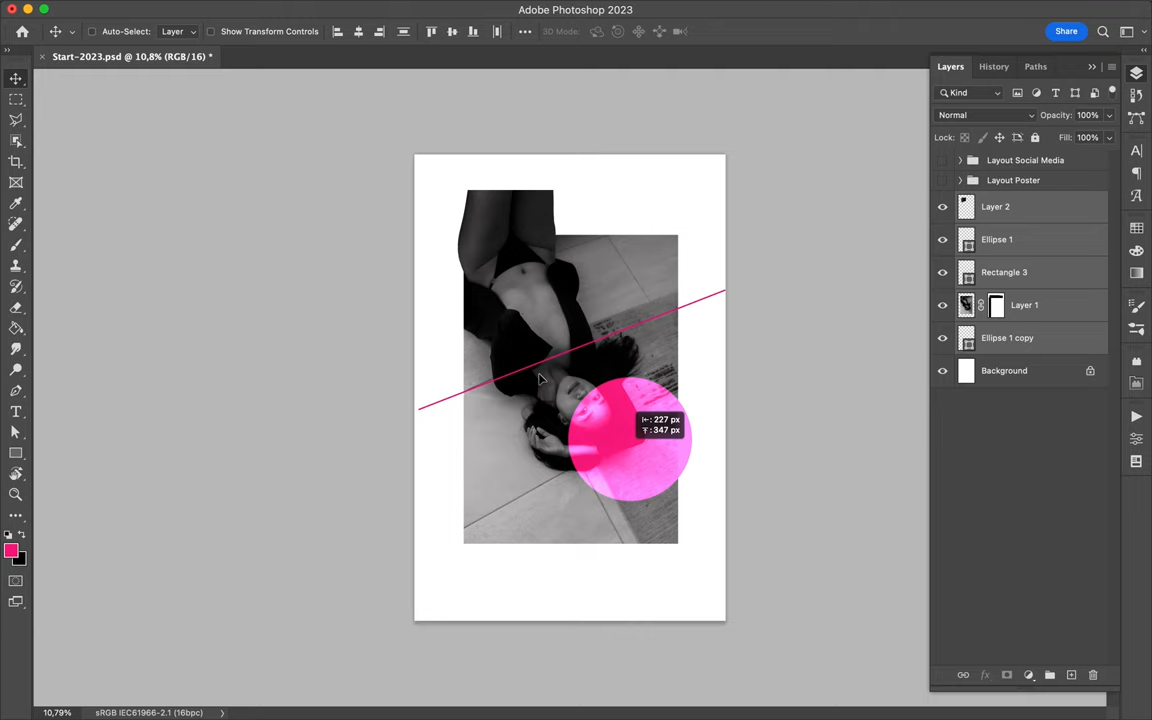 Adobe Photoshop 2023
Auto-Select:
Layer
Show Transform Controls
3D Mode:
Share
Start-2023.psd @ 10,8% (RGB/16) *
Layers
History
Paths
Kind
Normal
Opacity: 100%
Lock:
Fill: 100%
Layout Social Media
Layout Poster
Layer 2
Ellipse 1
Rectangle 3
Layer 1
Ellipse 1 copy
Background
: 227 px
: 347 px
10,79%
sRGB IEC61966-2.1 (16bpc)